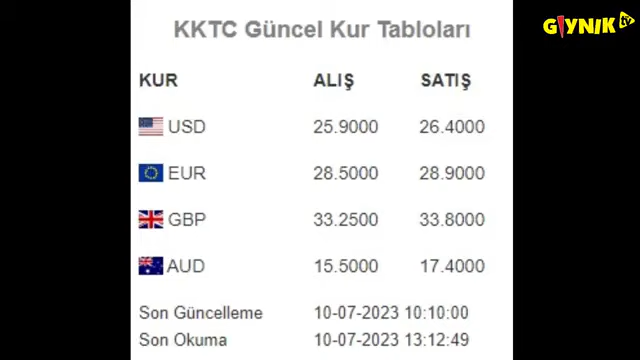 KKTC Güncel Kur Tabloları
GIYNIK tv
KUR ALIŞ SATIŞ
USD 25.9000 26.4000
EUR 28.5000 28.9000
GBP 33.2500 33.8000
AUD 15.5000 17.4000
Son Güncelleme 10-07-2023 10:10:00
Son Okuma 10-07-2023 13:12:49